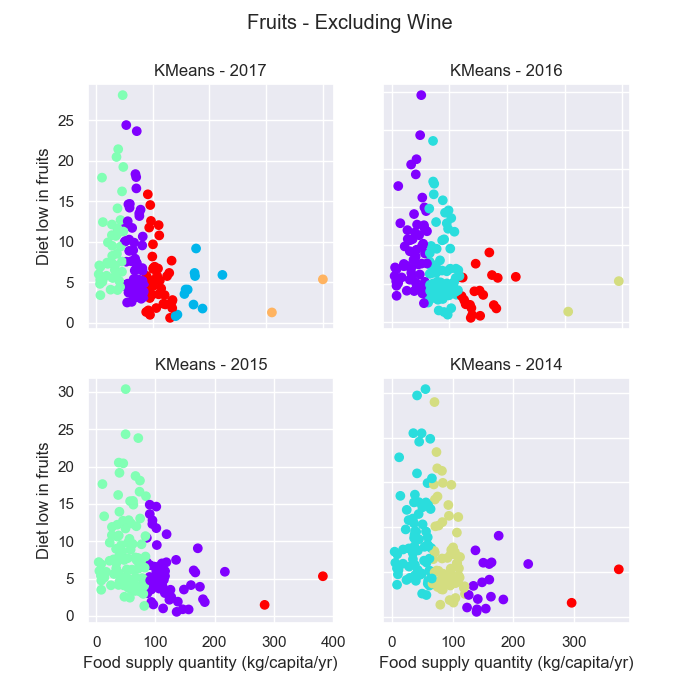 Fruits - Excluding Wine
KMeans - 2017
KMeans - 2016
Diet low in fruits
25
20
15
10
5
0
KMeans - 2015
KMeans - 2014
Diet low in fruits
30
25
20
15
10
5
0
0 100 200 300 400
0 100 200 300
Food supply quantity (kg/capita/yr)
Food supply quantity (kg/capita/yr)